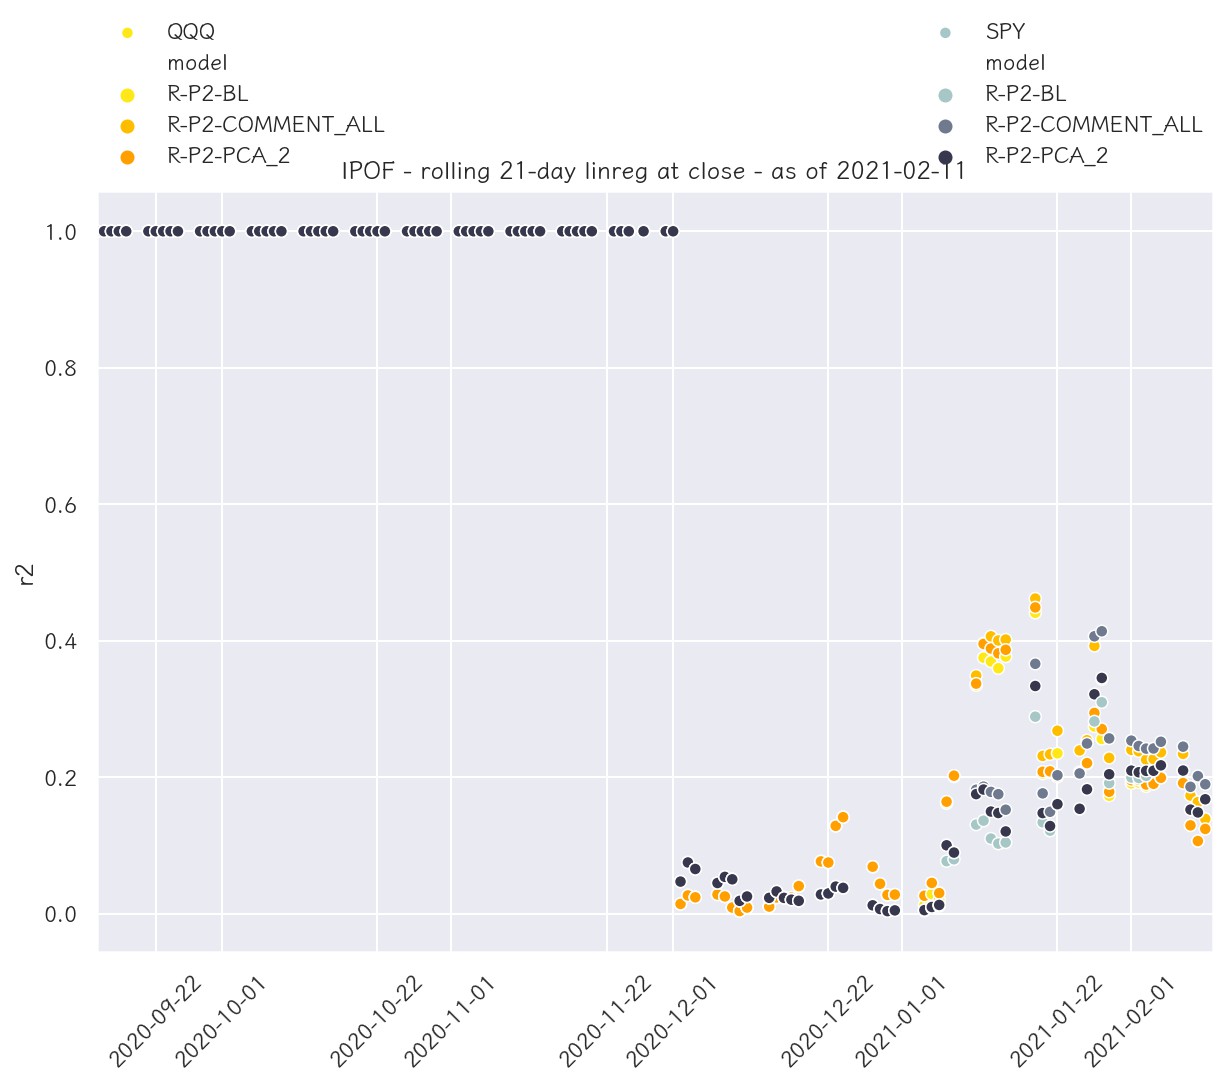 QQQ
model
R-P2-BL
R-P2-COMMENT_ALL
R-P2-PCA_2
SPY
model
R-P2-BL
R-P2-COMMENT_ALL
R-P2-PCA_2
IPOF - rolling 21-day linreg at close - as of 2021-02-11
1.0
0.8
0.6
0.4
0.2
0.0
r2
2020-09-22
2020-10-01
2020-10-22
2020-11-01
2020-11-22
2020-12-01
2020-12-22
2021-01-01
2021-01-22
2021-02-01